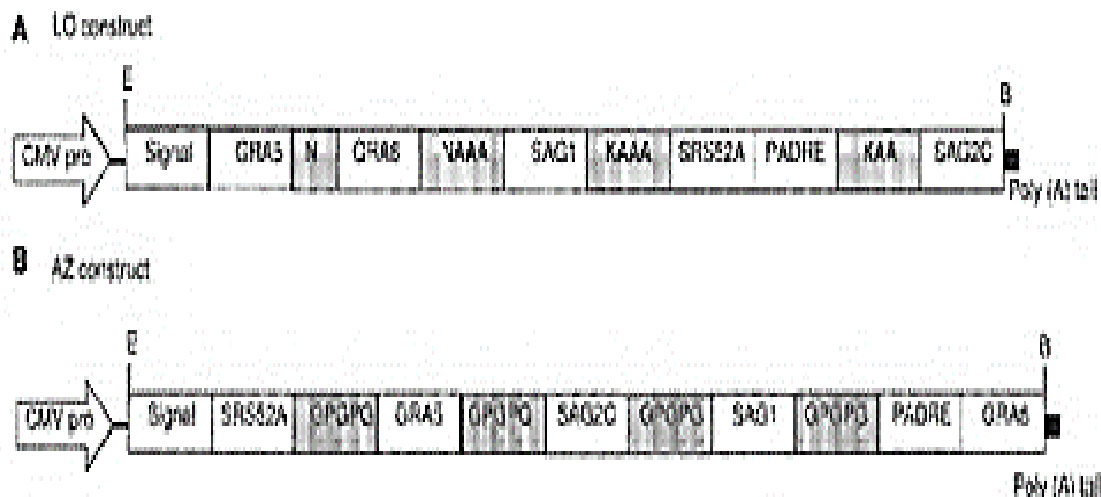 A LO construct
E B
CMV pro Signal GRA5 N GRA6 SAG1 KAAA SRS52A PADRE KAA SAG2C
Poly (A) tail
B AZ construct
E B
CMV pro Signal SRS52A GPGPG GRA5 GPGPG SAG2C GPGPG SAG1 GPGPG PADRE GRA6
Poly (A) tail